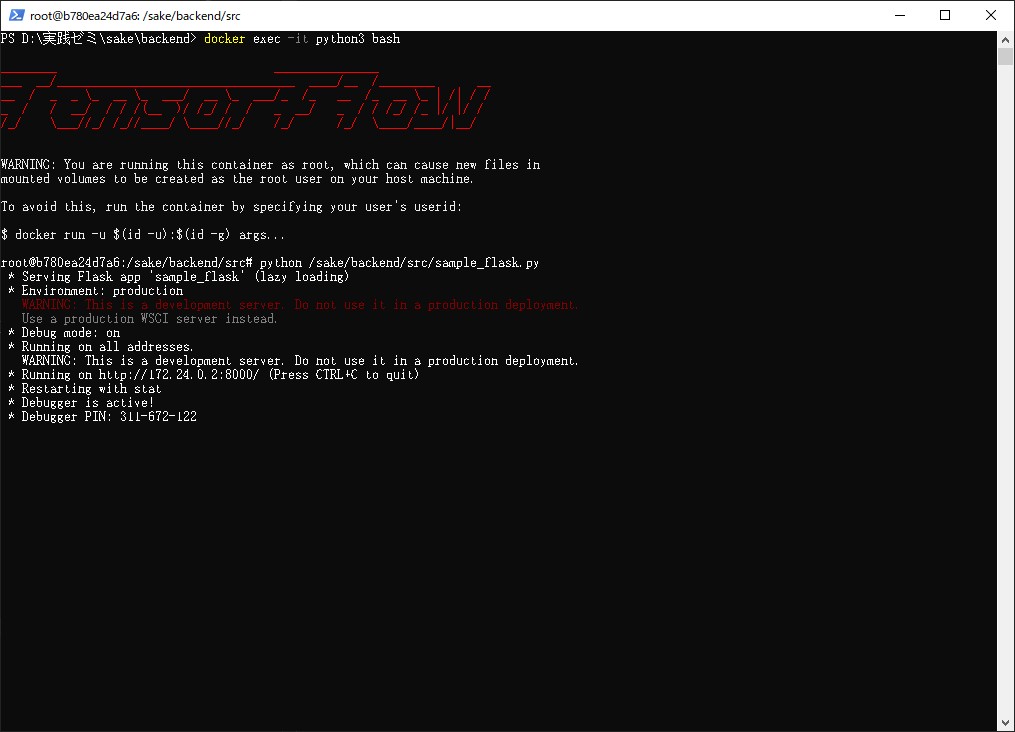 root@b780ea24d7a6: /sake/backend/src
PS D:\実践ゼミ\sake\backend> docker exec -it python3 bash
TensorFlow
WARNING: You are running this container as root, which can cause new files in
mounted volumes to be created as the root user on your host machine.
To avoid this, run the container by specifying your user's userid:
$ docker run -u $(id -u):$(id -g) args...
root@b780ea24d7a6:/sake/backend/src# python /sake/backend/src/sample_flask.py
* Serving Flask app 'sample_flask' (lazy loading)
* Environment: production
WARNING: This is a development server. Do not use it in a production deployment.
Use a production WSGI server instead.
* Debug mode: on
* Running on all addresses.
WARNING: This is a development server. Do not use it in a production deployment.
* Running on http://172.24.0.2:8000/ (Press CTRL+C to quit)
* Restarting with stat
* Debugger is active!
* Debugger PIN: 311-672-122